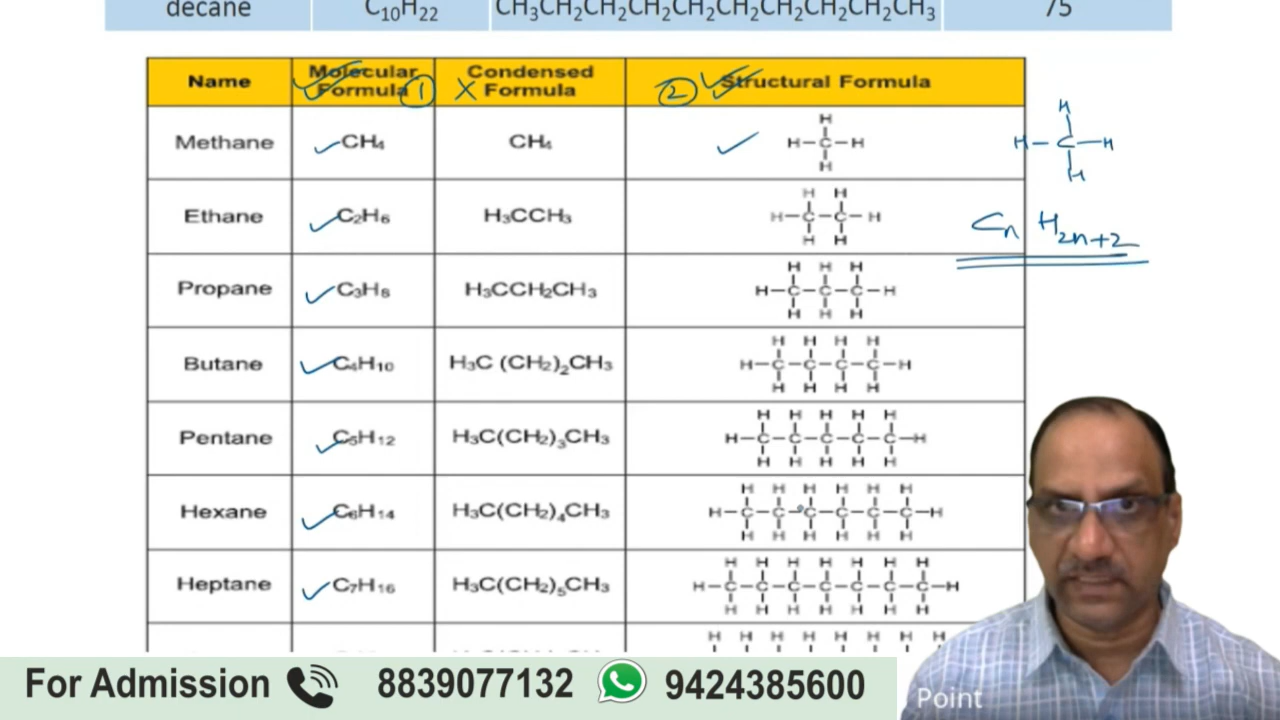 decane C₁₀H₂₂ CH₃CH₂CH₂CH₂CH₂CH₂CH₂CH₂CH₂CH₃ 75
Name Molecular Formula ① X Condensed Formula ② Structural Formula
Methane CH₄ CH₄
H
H–C–H
H
H
H–C–H
H
Ethane C₂H₆ H₃CCH₃
H H
H–C–C–H
H H
CₙH₂ₙ₊₂
Propane C₃H₈ H₃CCH₂CH₃
H H H
H–C–C–C–H
H H H
Butane C₄H₁₀ H₃C (CH₂)₂CH₃
H H H H
H–C–C–C–C–H
H H H H
Pentane C₅H₁₂ H₃C(CH₂)₃CH₃
H H H H H
H–C–C–C–C–C–H
H H H H H
Hexane C₆H₁₄ H₃C(CH₂)₄CH₃
H H H H H H
H–C–C–C–C–C–C–H
H H H H H H
Heptane C₇H₁₆ H₃C(CH₂)₅CH₃
H H H H H H H
H–C–C–C–C–C–C–C–H
H H H H H H H
H H H H H H H H
For Admission 8839077132 9424385600
Point